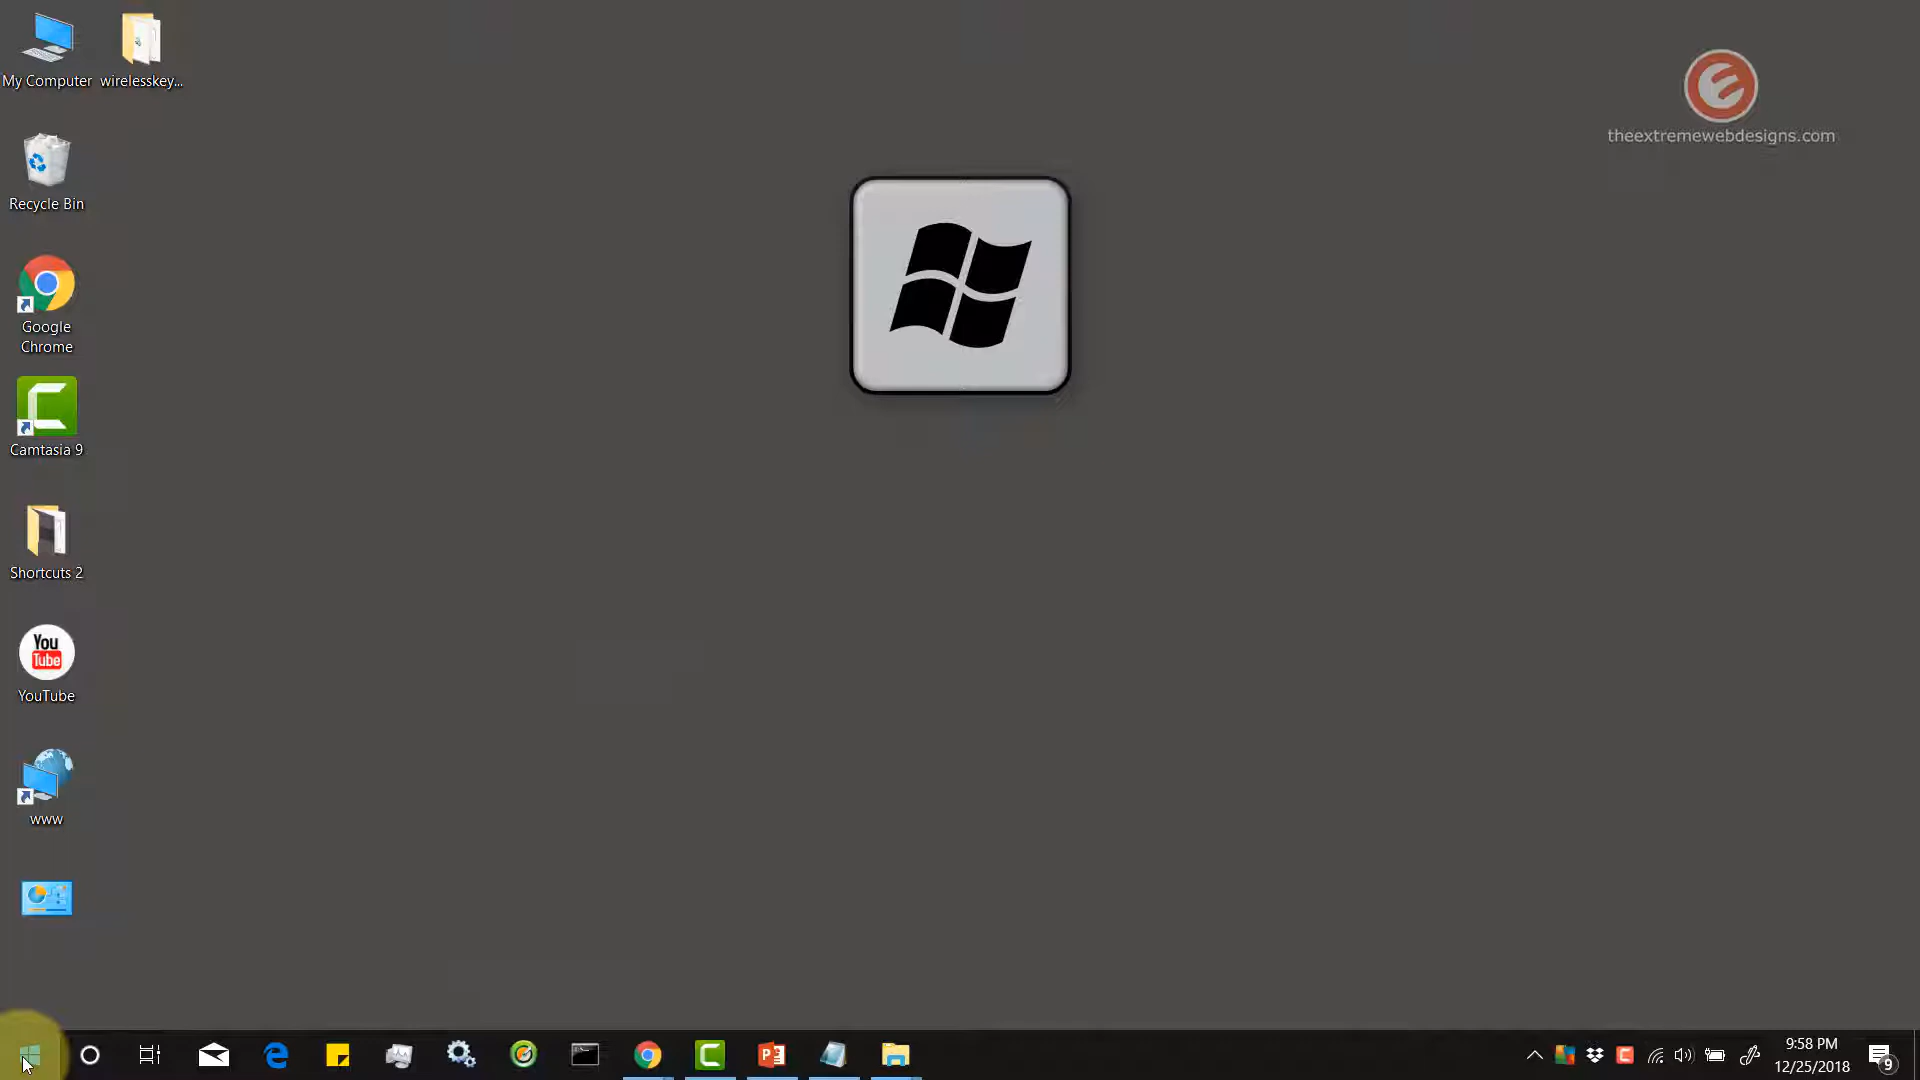 My Computer
wirelesskey...
theextremewebdesigns.com
Recycle Bin
Google
Chrome
Camtasia 9
Shortcuts 2
You
Tube
YouTube
www
9:58 PM
12/25/2018
9